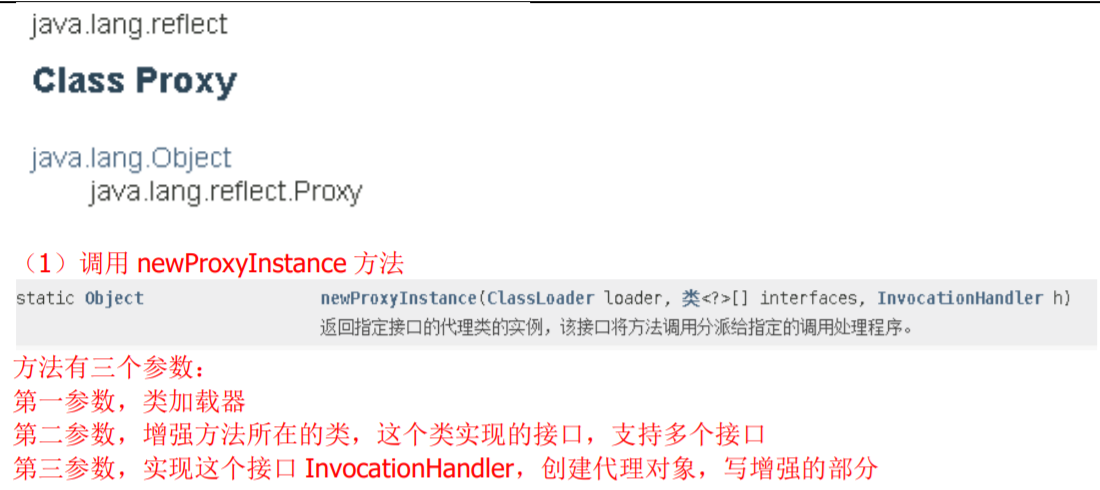 java.lang.reflect
Class Proxy
java.lang.Object
java.lang.reflect.Proxy
（1）调用 newProxyInstance 方法
static Object newProxyInstance(ClassLoader loader, 类<?>[] interfaces, InvocationHandler h)
返回指定接口的代理类的实例，该接口将方法调用分派给指定的调用处理程序。
方法有三个参数：
第一参数，类加载器
第二参数，增强方法所在的类，这个类实现的接口，支持多个接口
第三参数，实现这个接口 InvocationHandler，创建代理对象，写增强的部分